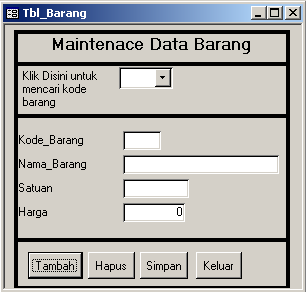 Tbl_Barang
Maintenace Data Barang
Klik Disini untuk
mencari kode
barang
Kode_Barang
Nama_Barang
Satuan
Harga 0
Tambah Hapus Simpan Keluar